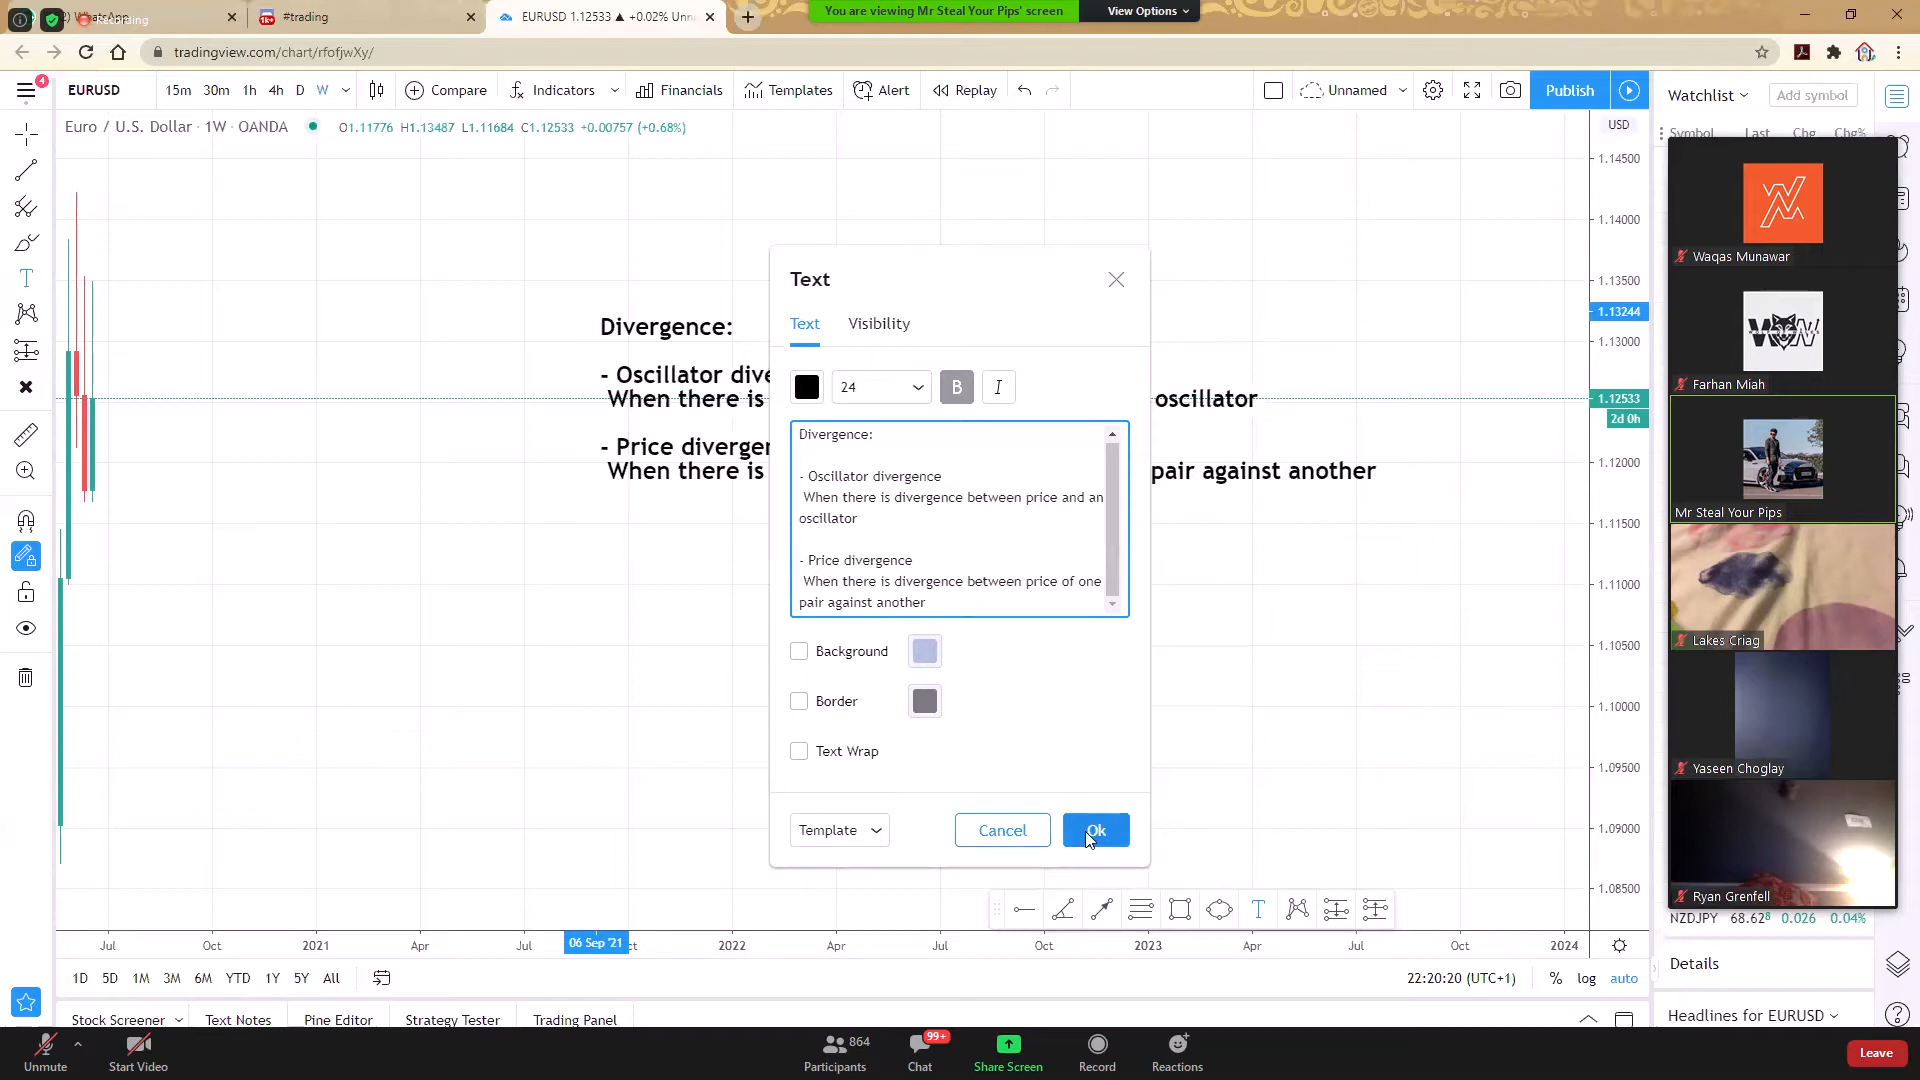 Recording
#trading
EURUSD 1.12533 ▲ +0.02% Unn
You are viewing Mr Steal Your Pips' screen
View Options
tradingview.com/chart/rfofjwXy/
4
EURUSD
15m 30m 1h 4h D W
Compare
Indicators
Financials
Templates
Alert
Replay
Unnamed
Publish
Watchlist
Add symbol
Euro / U.S. Dollar · 1W · OANDA
O1.11776 H1.13487 L1.11684 C1.12533 +0.00757 (+0.68%)
USD
Symbol Last Chg Chg%
1.14500
1.14000
1.13500
1.13244
1.13000
1.12533
2d 0h
1.12000
1.11500
1.11000
1.10500
1.10000
1.09500
1.09000
1.08500
Divergence:
- Oscillator dive
When there is
oscillator
- Price diverger
When there is
pair against another
Text
Text Visibility
24
B I
Divergence:
- Oscillator divergence
When there is divergence between price and an
oscillator
- Price divergence
When there is divergence between price of one
pair against another
Background
Border
Text Wrap
Template
Cancel
Ok
Waqas Munawar
Farhan Miah
WW
Mr Steal Your Pips
Lakes Criag
Yaseen Choglay
Ryan Grenfell
NZDJPY 68.628 0.026 0.04%
Jul Oct 2021 Apr Jul 06 Sep '21 ct 2022 Apr Jul Oct 2023 Apr Jul Oct 2024
1D 5D 1M 3M 6M YTD 1Y 5Y All
22:20:20 (UTC+1)
% log auto
Details
Headlines for EURUSD
Stock Screener
Text Notes
Pine Editor
Strategy Tester
Trading Panel
Unmute
Start Video
864
Participants
99+
Chat
Share Screen
Record
Reactions
Leave